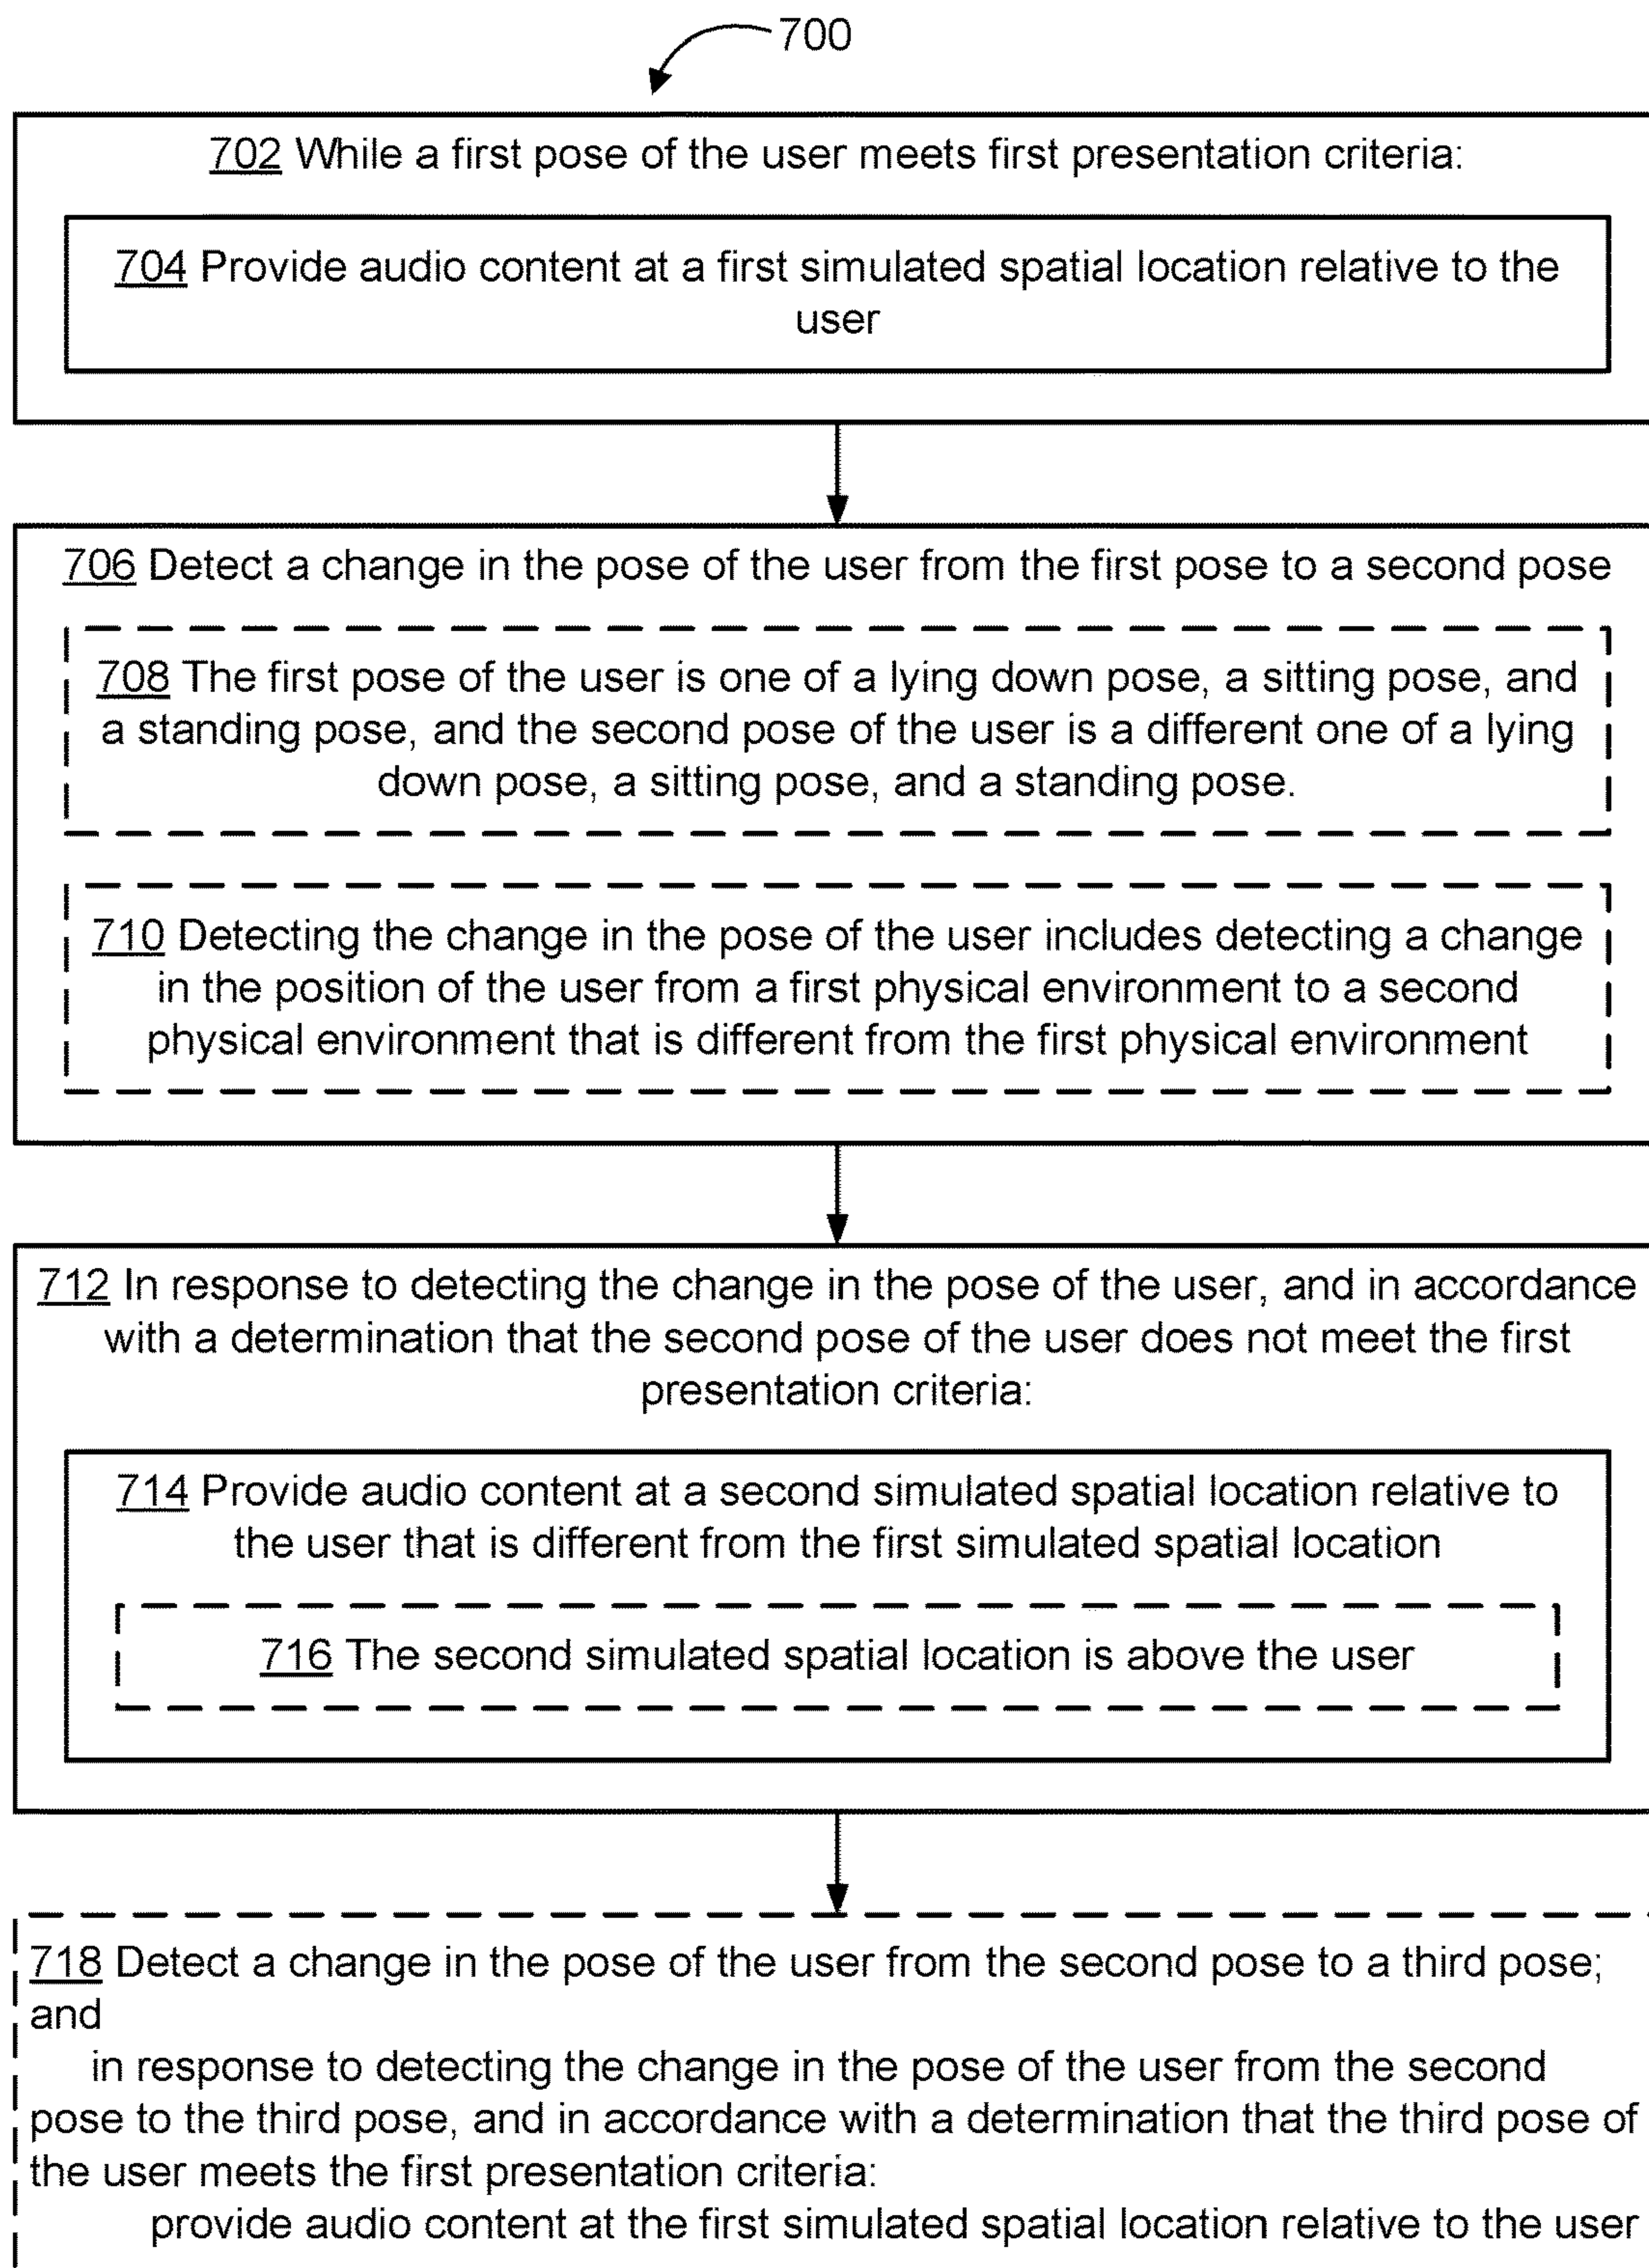 700
702 While a first pose of the user meets first presentation criteria:
704 Provide audio content at a first simulated spatial location relative to the
user
706 Detect a change in the pose of the user from the first pose to a second pose
708 The first pose of the user is one of a lying down pose, a sitting pose, and
a standing pose, and the second pose of the user is a different one of a lying
down pose, a sitting pose, and a standing pose.
710 Detecting the change in the pose of the user includes detecting a change
in the position of the user from a first physical environment to a second
physical environment that is different from the first physical environment
712 In response to detecting the change in the pose of the user, and in accordance
with a determination that the second pose of the user does not meet the first
presentation criteria:
714 Provide audio content at a second simulated spatial location relative to
the user that is different from the first simulated spatial location
716 The second simulated spatial location is above the user
718 Detect a change in the pose of the user from the second pose to a third pose;
and
in response to detecting the change in the pose of the user from the second
pose to the third pose, and in accordance with a determination that the third pose of
the user meets the first presentation criteria:
provide audio content at the first simulated spatial location relative to the user